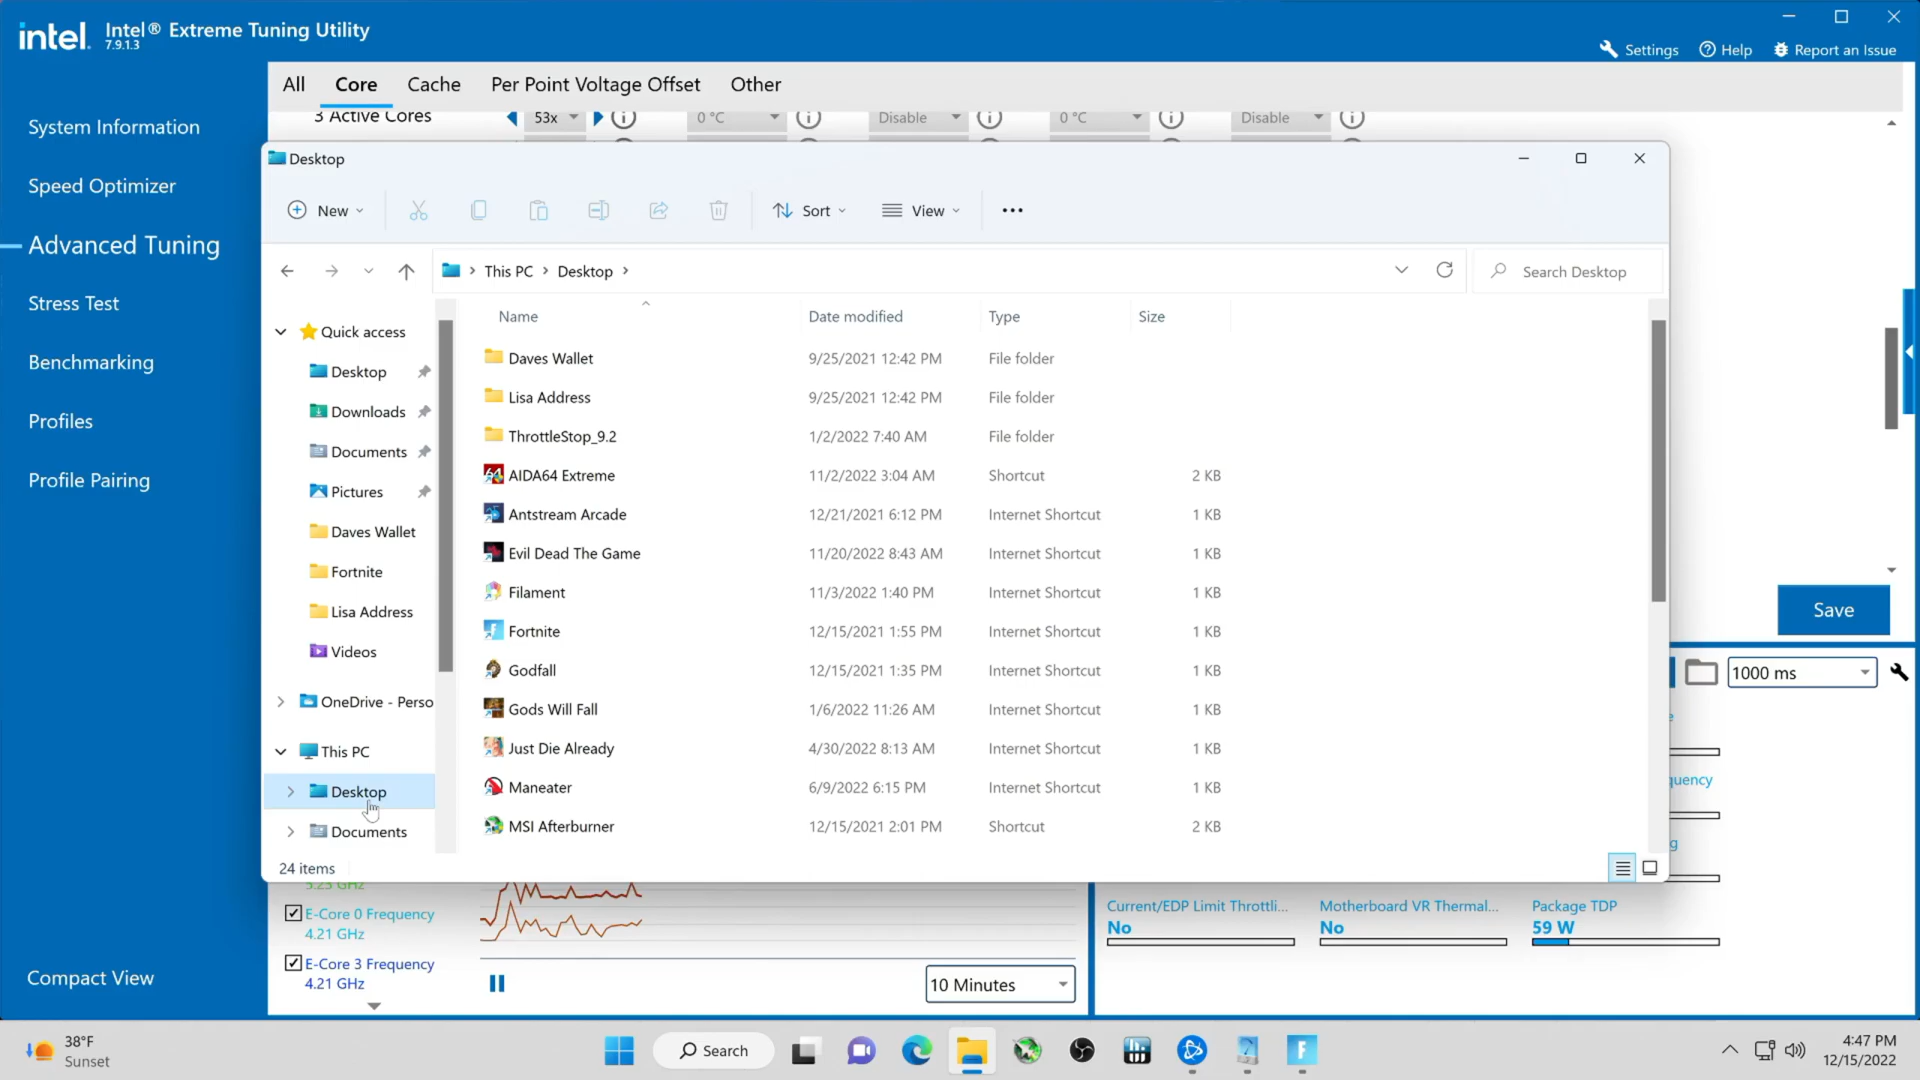 intel. Intel® Extreme Tuning Utility
7.9.1.3
Settings Help Report an Issue
All Core Cache Per Point Voltage Offset Other
3 Active Cores 53x 0 °C Disable 0 °C Disable
System Information
Speed Optimizer
Advanced Tuning
Stress Test
Benchmarking
Profiles
Profile Pairing
Compact View
Desktop
New Sort View
This PC > Desktop > Search Desktop
Quick access
Desktop
Downloads
Documents
Pictures
Daves Wallet
Fortnite
Lisa Address
Videos
OneDrive - Perso
This PC
Desktop
Documents
Name Date modified Type Size
Daves Wallet 9/25/2021 12:42 PM File folder
Lisa Address 9/25/2021 12:42 PM File folder
ThrottleStop_9.2 1/2/2022 7:40 AM File folder
AIDA64 Extreme 11/2/2022 3:04 AM Shortcut 2 KB
Antstream Arcade 12/21/2021 6:12 PM Internet Shortcut 1 KB
Evil Dead The Game 11/20/2022 8:43 AM Internet Shortcut 1 KB
Filament 11/3/2022 1:40 PM Internet Shortcut 1 KB
Fortnite 12/15/2021 1:55 PM Internet Shortcut 1 KB
Godfall 12/15/2021 1:35 PM Internet Shortcut 1 KB
Gods Will Fall 1/6/2022 11:26 AM Internet Shortcut 1 KB
Just Die Already 4/30/2022 8:13 AM Internet Shortcut 1 KB
Maneater 6/9/2022 6:15 PM Internet Shortcut 1 KB
MSI Afterburner 12/15/2021 2:01 PM Shortcut 2 KB
24 items
Save
1000 ms
e
quency
g
5.23 GHz
E-Core 0 Frequency
4.21 GHz
E-Core 3 Frequency
4.21 GHz
10 Minutes
Current/EDP Limit Throttli... Motherboard VR Thermal... Package TDP
No No 59 W
38°F
Sunset
Search
4:47 PM
12/15/2022